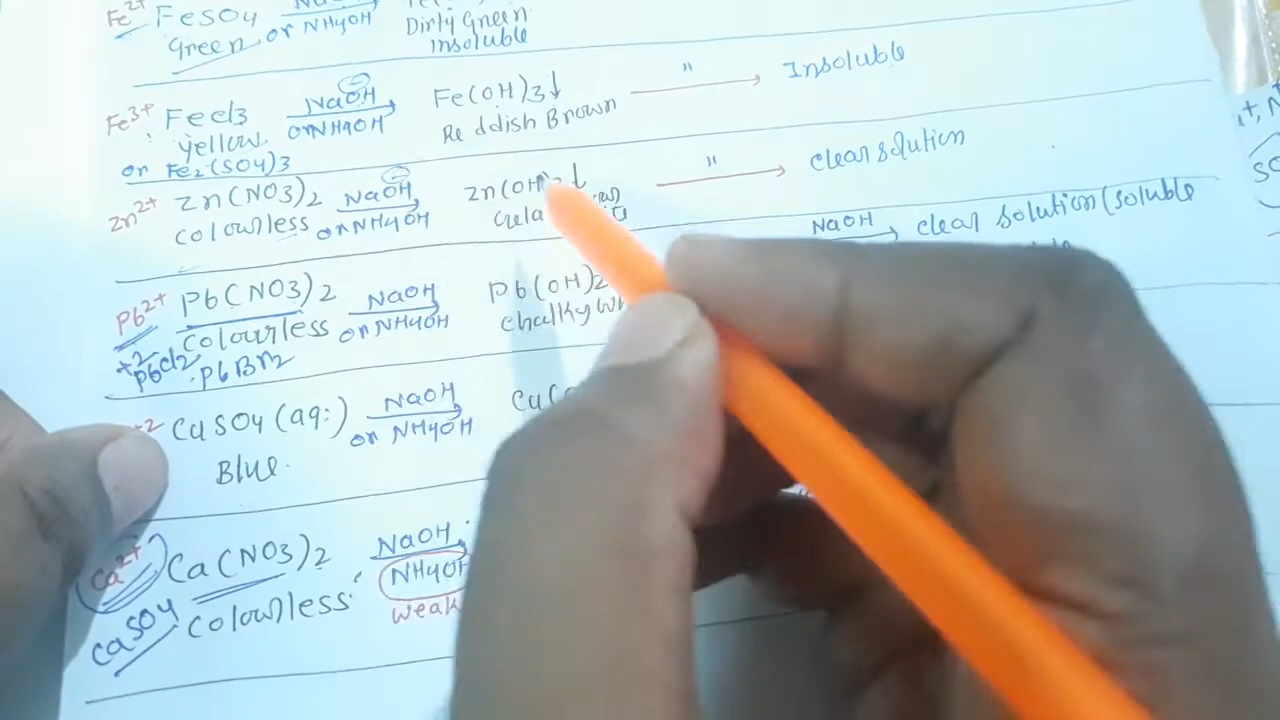 Fe2+ FeSO4 or NH4OH
Green Dirty Green
Insoluble
Fe3+ FeCl3 NaOH Fe(OH)3↓ " Insoluble
yellow or NH4OH Reddish Brown
or Fe2(SO4)3
Zn2+ Zn(NO3)2 NaOH " clear solution
colourless or NH4OH
NaOH clear solution (soluble
Pb2+ Pb(NO3)2 NaOH Pb(OH)2
colourless or NH4OH chalky
+2
PbCl2 PbBr2
+2 CuSO4 (aq:) NaOH
or NH4OH
Blue.
Ca2+ Ca(NO3)2 NaOH
NH4OH
CaSO4 colourless weak